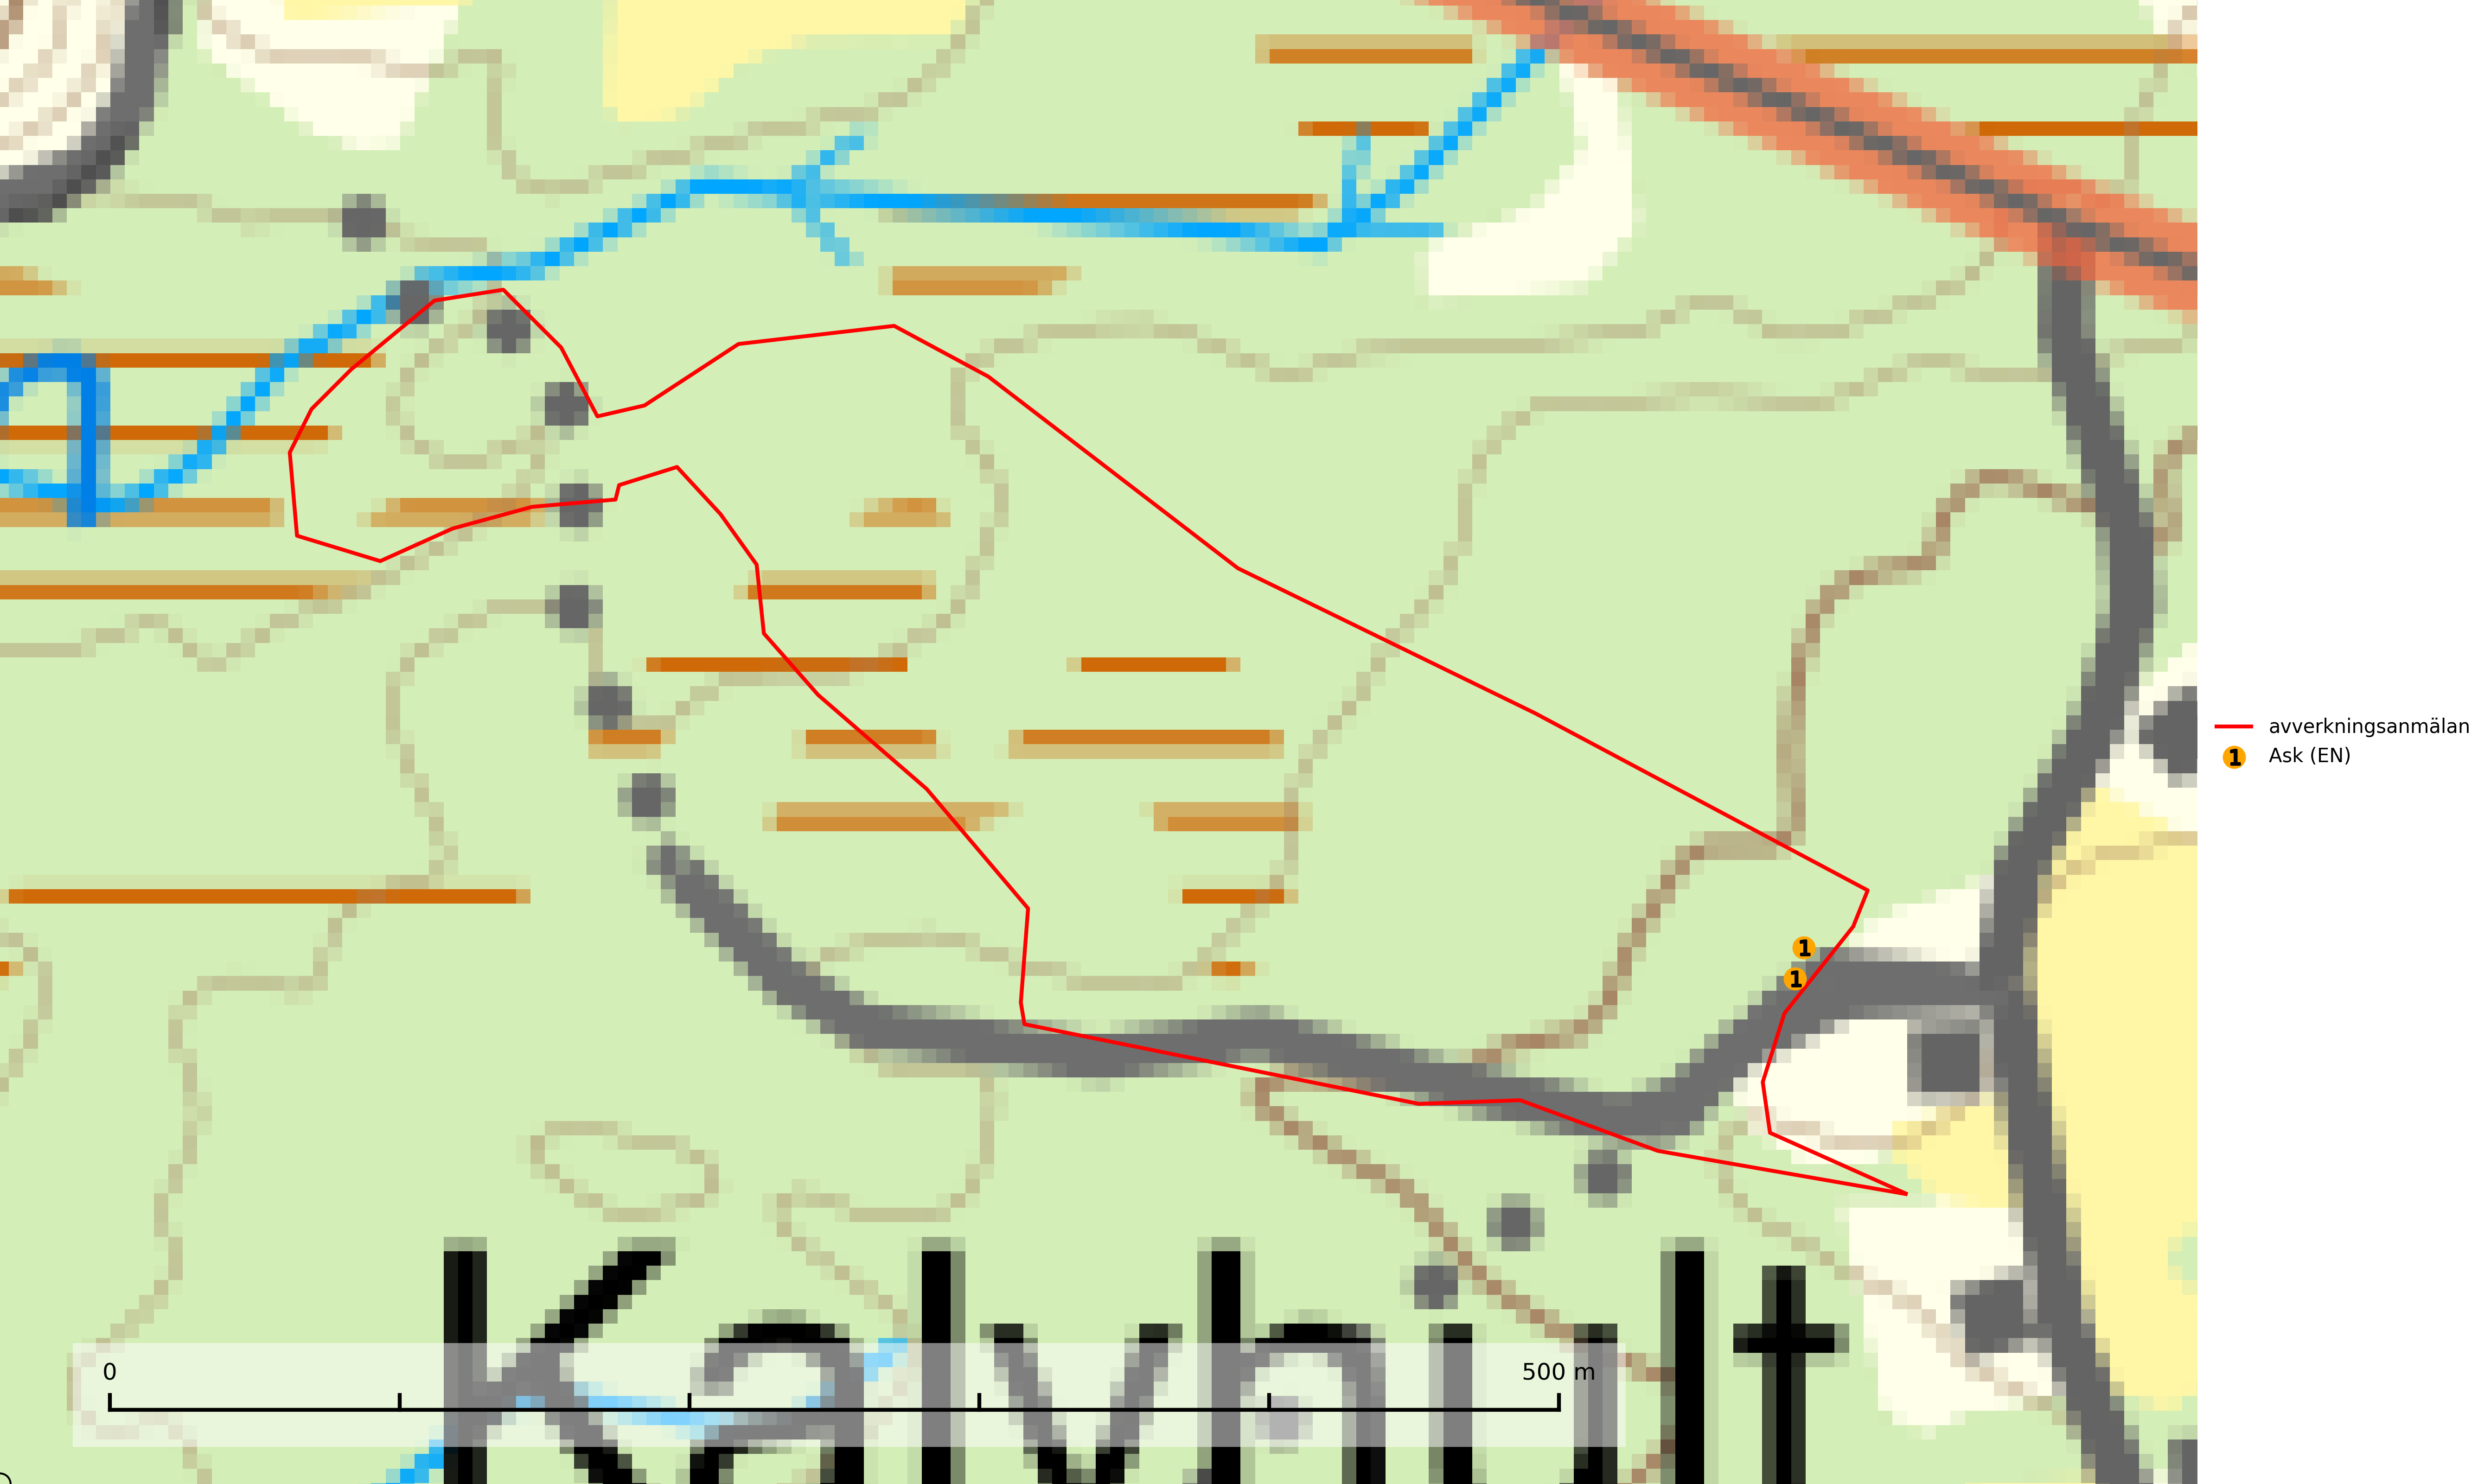 avverkningsanmälan
1 Ask (EN)
1
1
Kalvhult
0 500 m